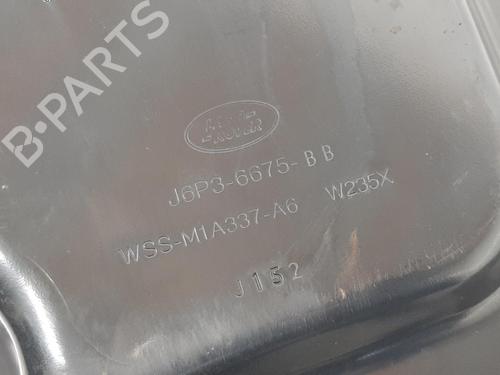 B-PARTS
LAND
ROVER
J6P3-6675-BB
WSS-M1A337-A6 W235X
J152